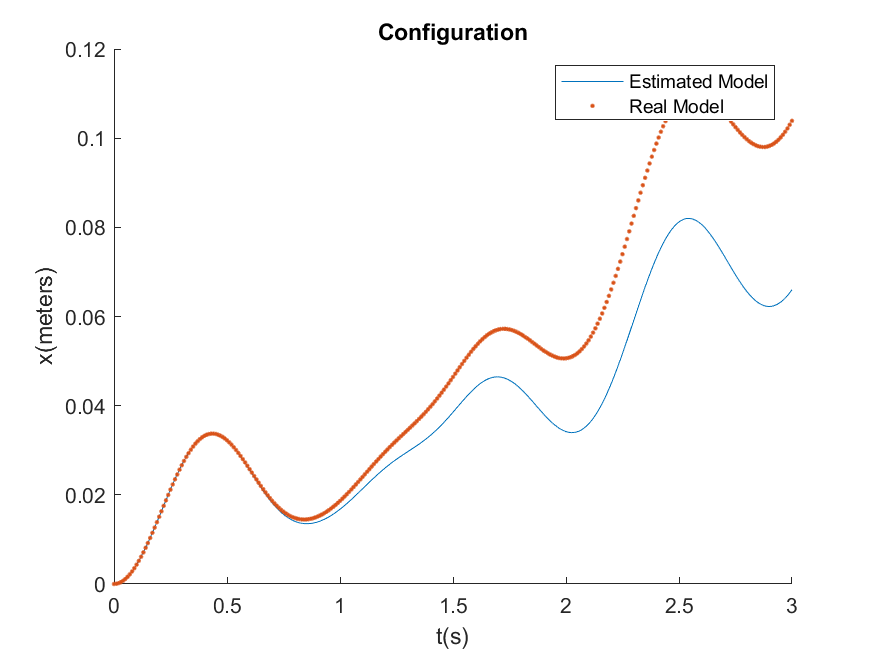 Configuration
0.12
0.1
0.08
0.06
0.04
0.02
0
x(meters)
Estimated Model
Real Model
0
0.5
1
1.5
2
2.5
3
t(s)